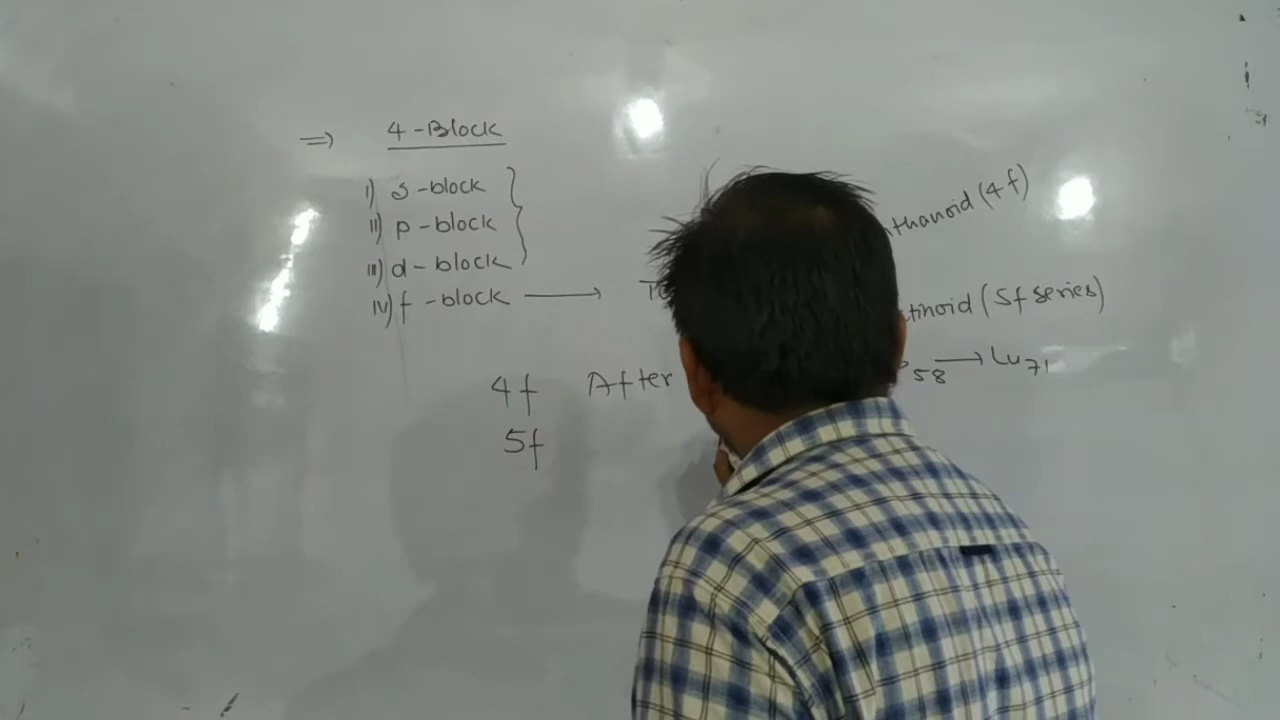 ⇒ 4-Block
i) s-block
ii) p-block
iii) d-block
iv) f-block ⟶
thanoid (4f)
tinoid (5f series)
4f After 58 ⟶ Lu71
5f